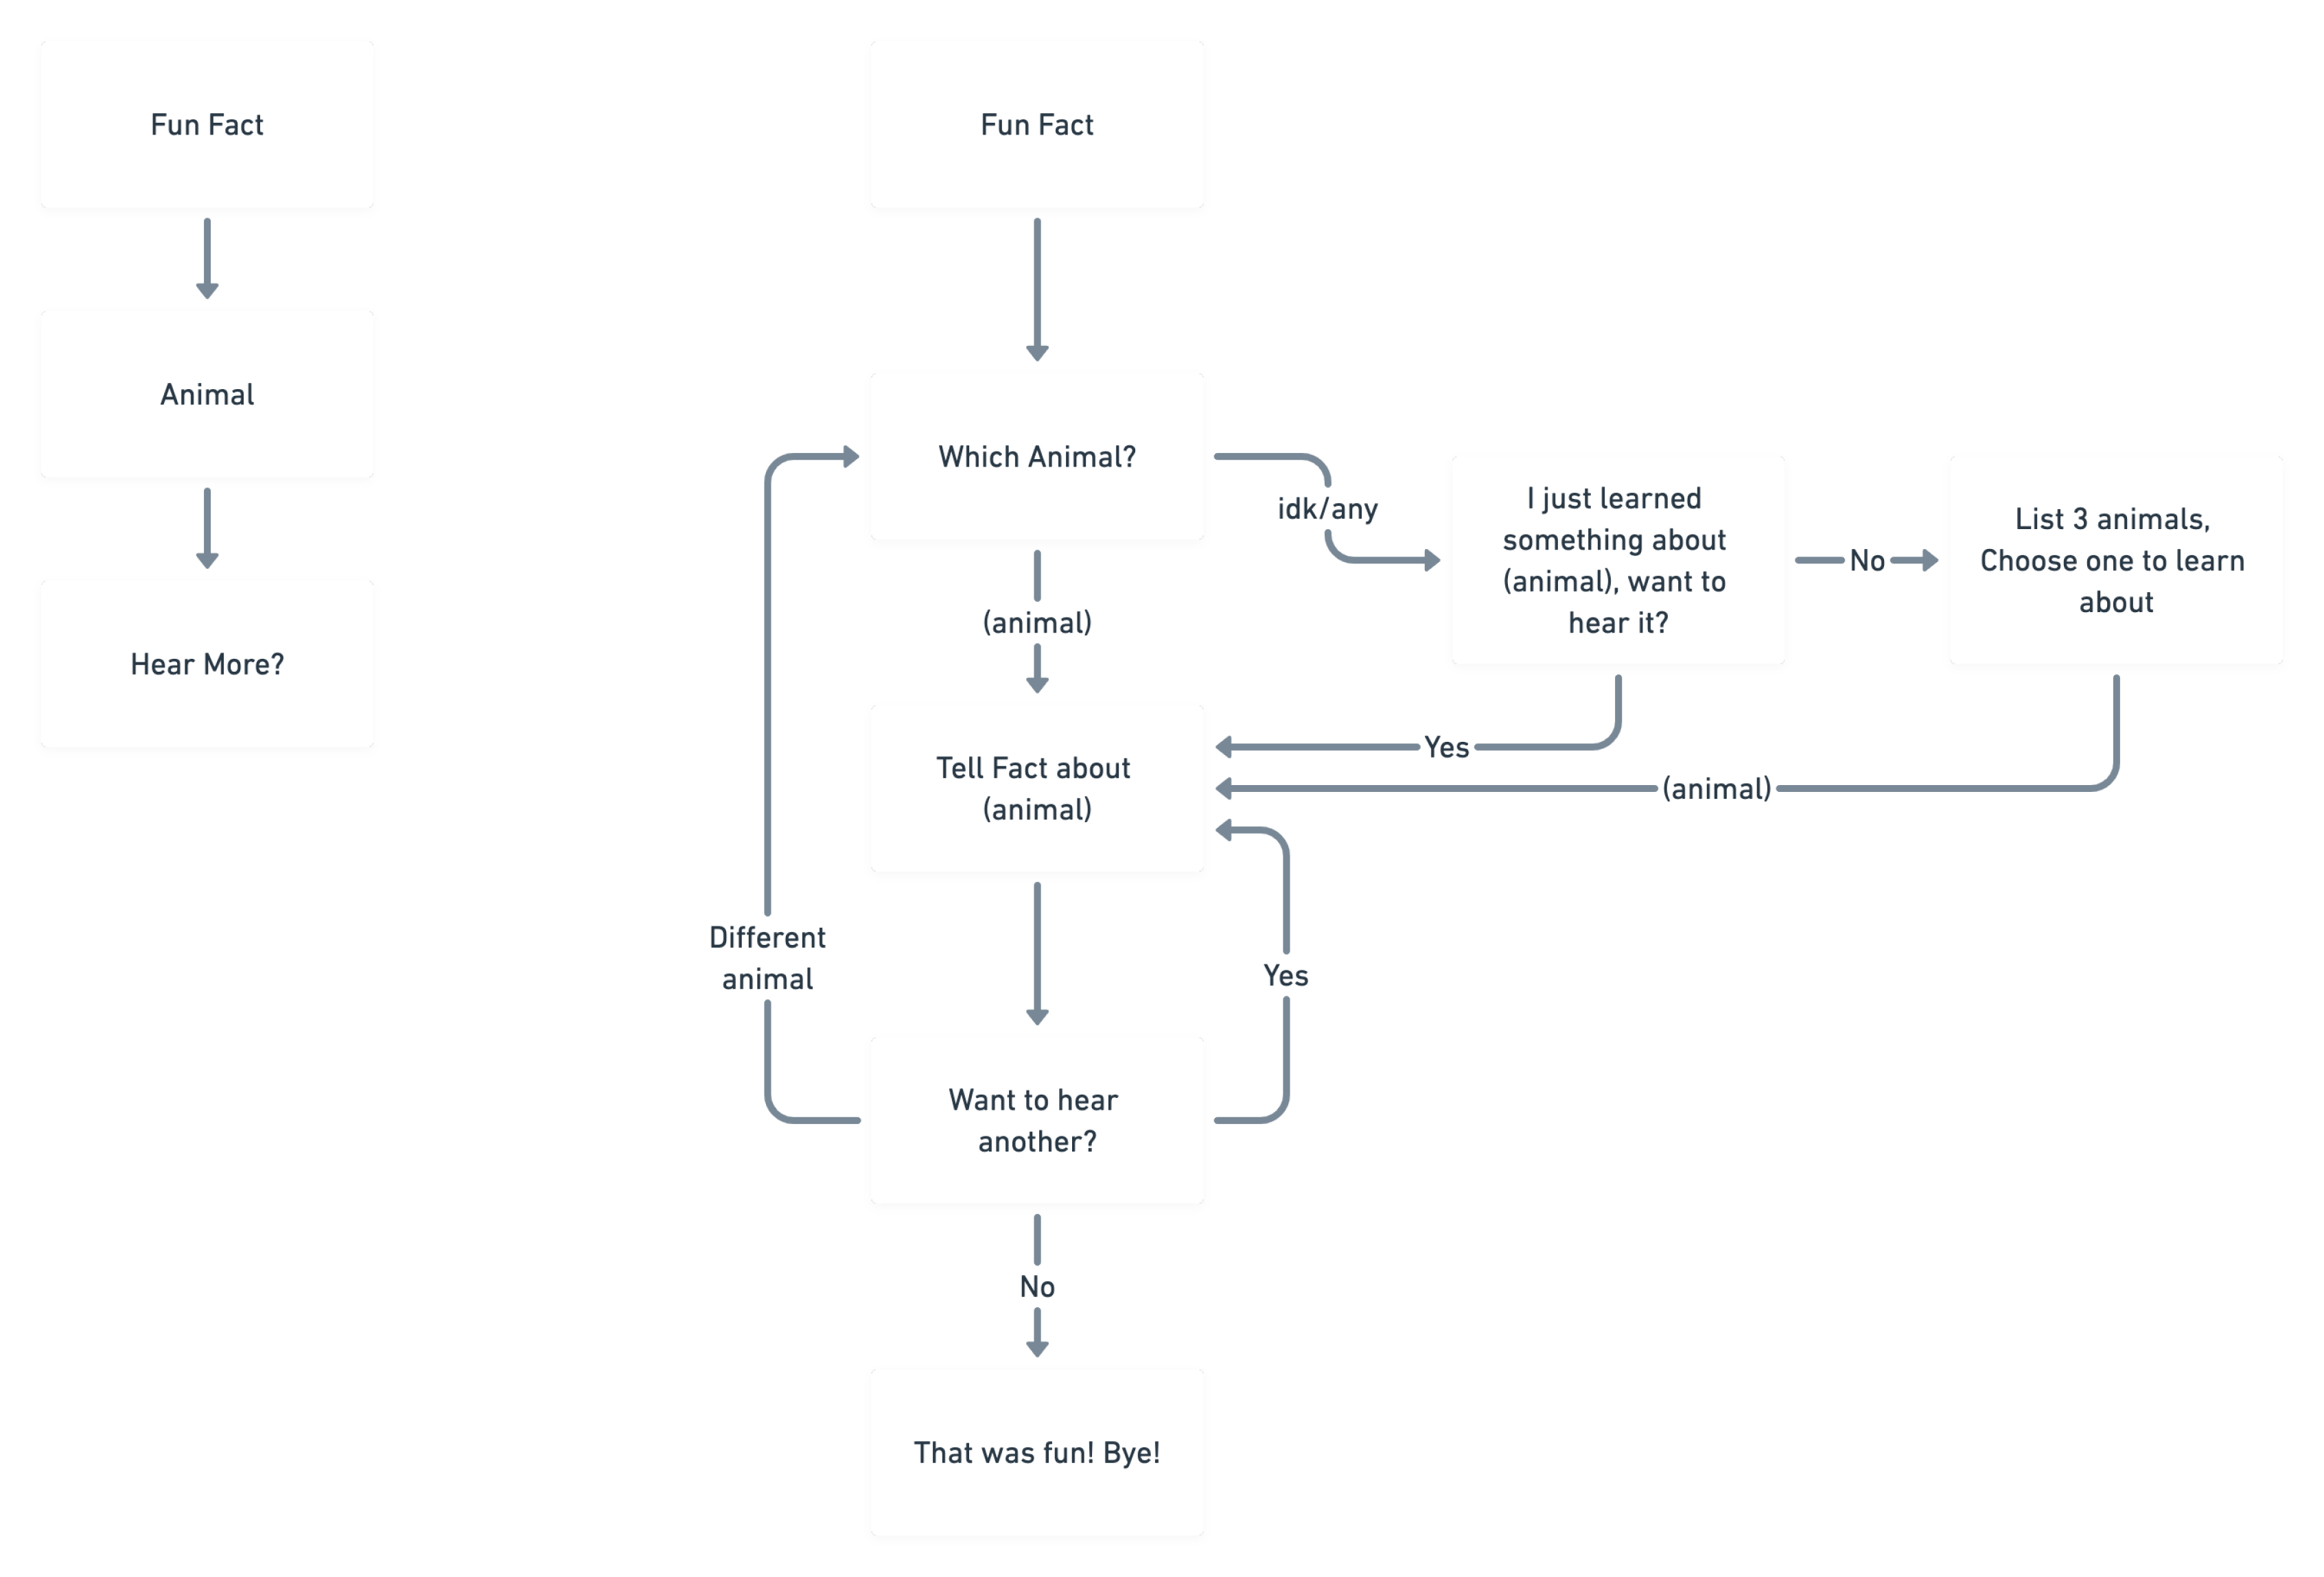 Fun Fact
Animal
Hear More?
Fun Fact
Which Animal?
idk/any
I just learned
something about
(animal), want to
hear it?
No
List 3 animals,
Choose one to learn
about
(animal)
Yes
(animal)
Tell Fact about
(animal)
Different
animal
Yes
Want to hear
another?
No
That was fun! Bye!